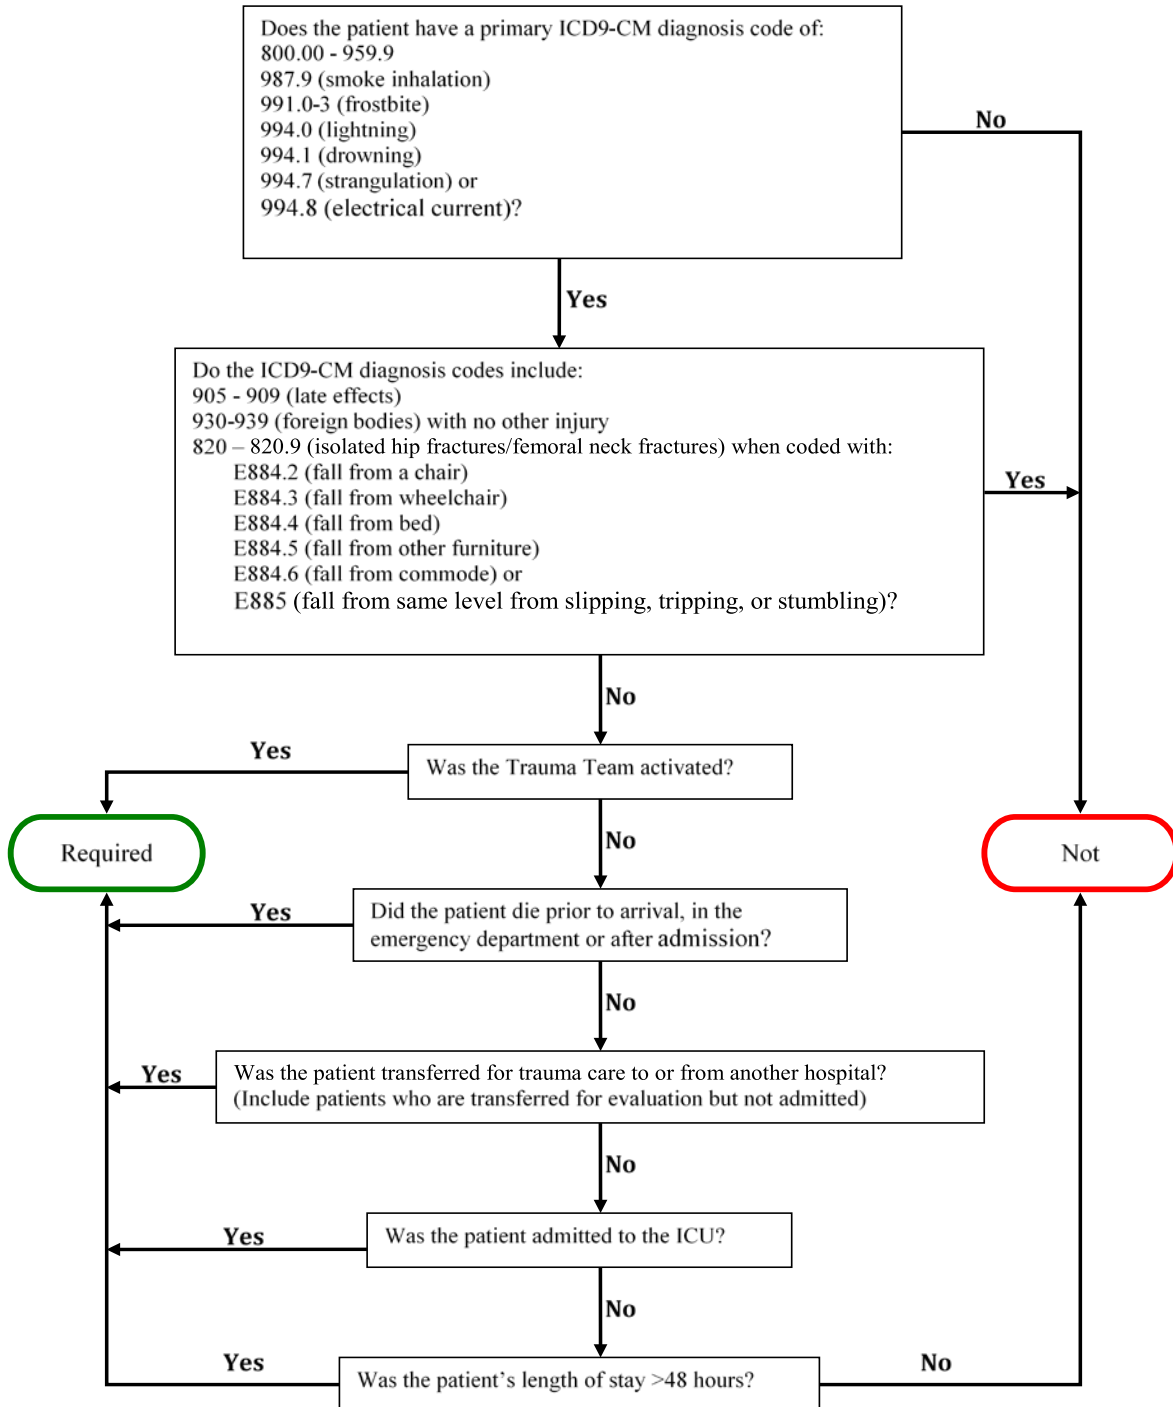 Does the patient have a primary ICD9-CM diagnosis code of:
800.00 - 959.9
987.9 (smoke inhalation)
991.0-3 (frostbite)
994.0 (lightning)
994.1 (drowning)
994.7 (strangulation) or
994.8 (electrical current)?
No
Yes
Do the ICD9-CM diagnosis codes include:
905 - 909 (late effects)
930-939 (foreign bodies) with no other injury
820 – 820.9 (isolated hip fractures/femoral neck fractures) when coded with:
E884.2 (fall from a chair)
E884.3 (fall from wheelchair)
E884.4 (fall from bed)
E884.5 (fall from other furniture)
E884.6 (fall from commode) or
E885 (fall from same level from slipping, tripping, or stumbling)?
Yes
No
Was the Trauma Team activated?
Yes
No
Required
Not
Did the patient die prior to arrival, in the
emergency department or after admission?
Yes
No
Was the patient transferred for trauma care to or from another hospital?
(Include patients who are transferred for evaluation but not admitted)
Yes
No
Was the patient admitted to the ICU?
Yes
No
Was the patient’s length of stay >48 hours?
Yes
No